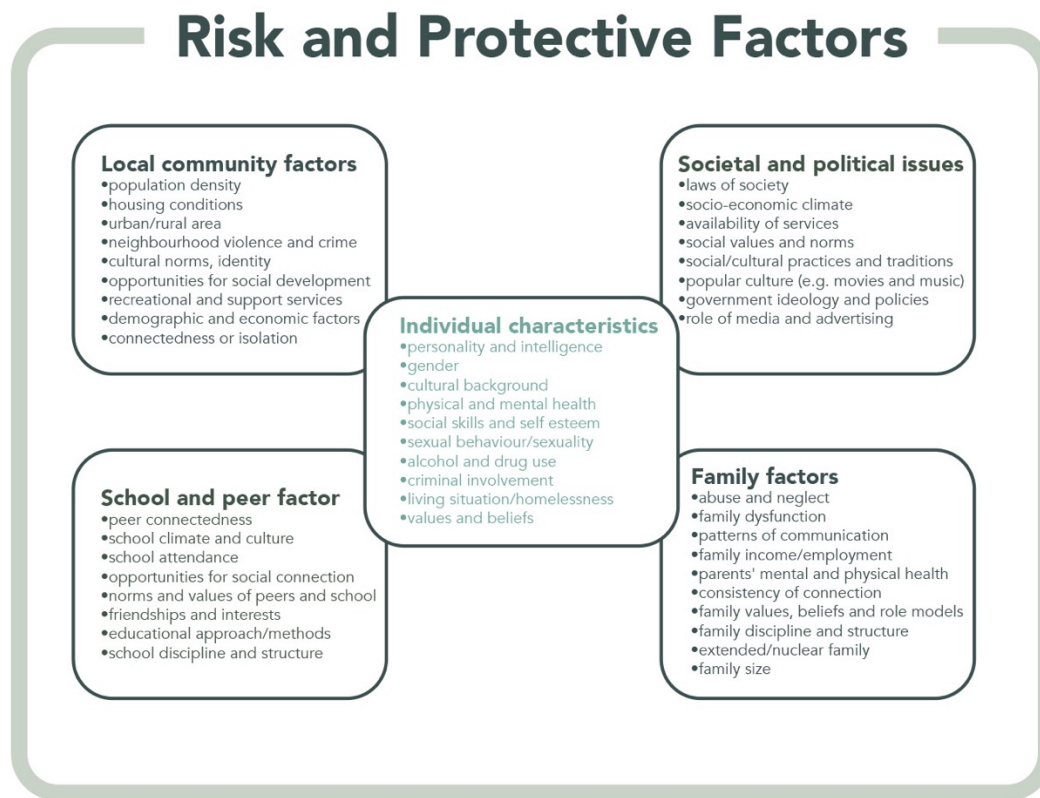 Risk and Protective Factors
Local community factors
•population density
•housing conditions
•urban/rural area
•neighbourhood violence and crime
•cultural norms, identity
•opportunities for social development
•recreational and support services
•demographic and economic factors
•connectedness or isolation
Societal and political issues
•laws of society
•socio-economic climate
•availability of services
•social values and norms
•social/cultural practices and traditions
•popular culture (e.g. movies and music)
•government ideology and policies
•role of media and advertising
Individual characteristics
•personality and intelligence
•gender
•cultural background
•physical and mental health
•social skills and self esteem
•sexual behaviour/sexuality
•alcohol and drug use
•criminal involvement
•living situation/homelessness
•values and beliefs
School and peer factor
•peer connectedness
•school climate and culture
•school attendance
•opportunities for social connection
•norms and values of peers and school
•friendships and interests
•educational approach/methods
•school discipline and structure
Family factors
•abuse and neglect
•family dysfunction
•patterns of communication
•family income/employment
•parents' mental and physical health
•consistency of connection
•family values, beliefs and role models
•family discipline and structure
•extended/nuclear family
•family size